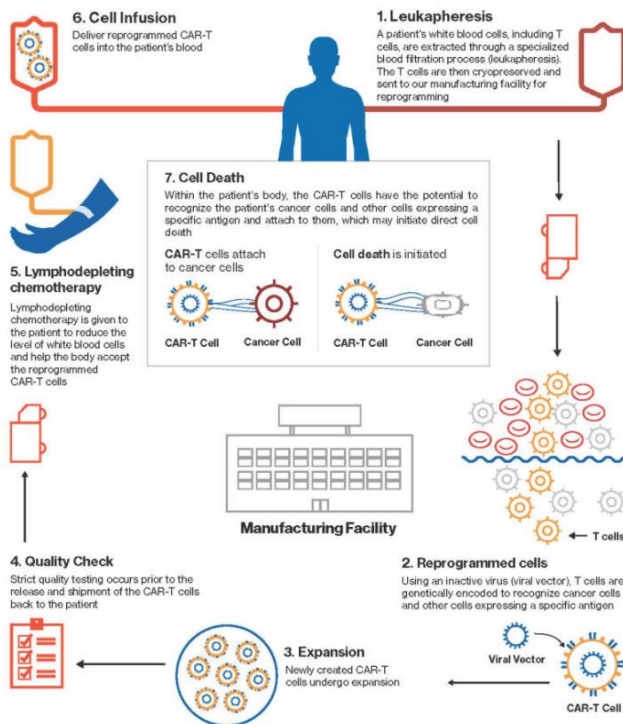 6. Cell Infusion
Deliver reprogrammed CAR-T
cells into the patient's blood
1. Leukapheresis
A patient's white blood cells, including T
cells, are extracted through a specialized
blood filtration process (leukapheresis).
The T cells are then cryopreserved and
sent to our manufacturing facility for
reprogramming
7. Cell Death
Within the patient's body, the CAR-T cells have the potential to
recognize the patient's cancer cells and other cells expressing a
specific antigen and attach to them, which may initiate direct cell
death
CAR-T cells attach
to cancer cells
CAR-T Cell
Cancer Cell
Cell death is initiated
CAR-T Cell
Cancer Cell
5. Lymphodepleting
chemotherapy
Lymphodepleting
chemotherapy is given to
the patient to reduce the
level of white blood cells
and help the body accept
the reprogrammed
CAR-T cells
Manufacturing Facility
T cells
4. Quality Check
Strict quality testing occurs prior to the
release and shipment of the CAR-T cells
back to the patient
2. Reprogrammed cells
Using an inactive virus (viral vector), T cells are
genetically encoded to recognize cancer cells
and other cells expressing a specific antigen
Viral Vector
CAR-T Cell
3. Expansion
Newly created CAR-T
cells undergo expansion